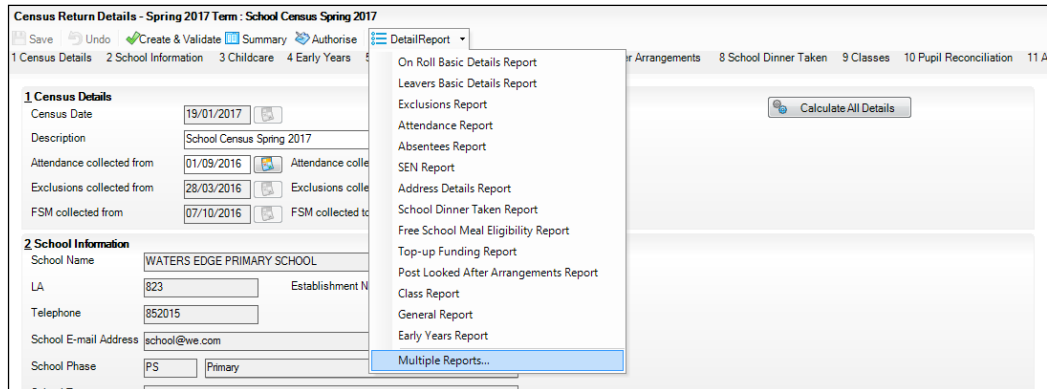 Census Return Details - Spring 2017 Term : School Census Spring 2017
Save Undo Create & Validate Summary Authorise DetailReport
1 Census Details 2 School Information 3 Childcare 4 Early Years 5 r Arrangements 8 School Dinner Taken 9 Classes 10 Pupil Reconciliation 11 A
On Roll Basic Details Report
Leavers Basic Details Report
Exclusions Report
Attendance Report
Absentees Report
SEN Report
Address Details Report
School Dinner Taken Report
Free School Meal Eligibility Report
Top-up Funding Report
Post Looked After Arrangements Report
Class Report
General Report
Early Years Report
Multiple Reports...
1 Census Details
Census Date 19/01/2017
Calculate All Details
Description School Census Spring 2017
Attendance collected from 01/09/2016 Attendance colle
Exclusions collected from 28/03/2016 Exclusions colle
FSM collected from 07/10/2016 FSM collected to
2 School Information
School Name WATERS EDGE PRIMARY SCHOOL
LA 823 Establishment N
Telephone 852015
School E-mail Address school@we.com
School Phase PS Primary